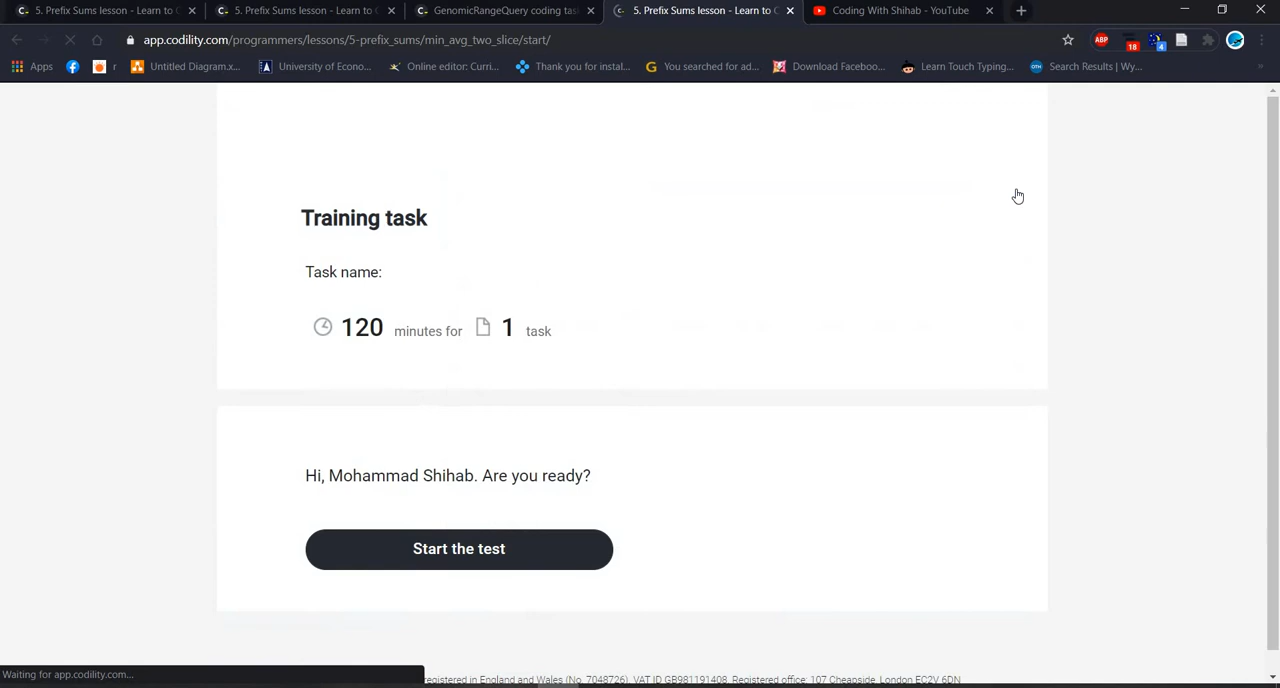 5. Prefix Sums lesson - Learn to C
5. Prefix Sums lesson - Learn to C
GenomicRangeQuery coding tas
5. Prefix Sums lesson - Learn to C
Coding With Shihab - YouTube
app.codility.com/programmers/lessons/5-prefix_sums/min_avg_two_slice/start/
ABP
18
4
Apps
r
Untitled Diagram.x...
University of Econo...
Online editor: Curri...
Thank you for instal...
You searched for ad...
Download Faceboo...
Learn Touch Typing...
Search Results | Wy...
Training task
Task name:
120 minutes for 1 task
Hi, Mohammad Shihab. Are you ready?
Start the test
Waiting for app.codility.com...
registered in England and Wales (No. 7048726). VAT ID GB981191408. Registered office: 107 Cheapside, London EC2V 6DN